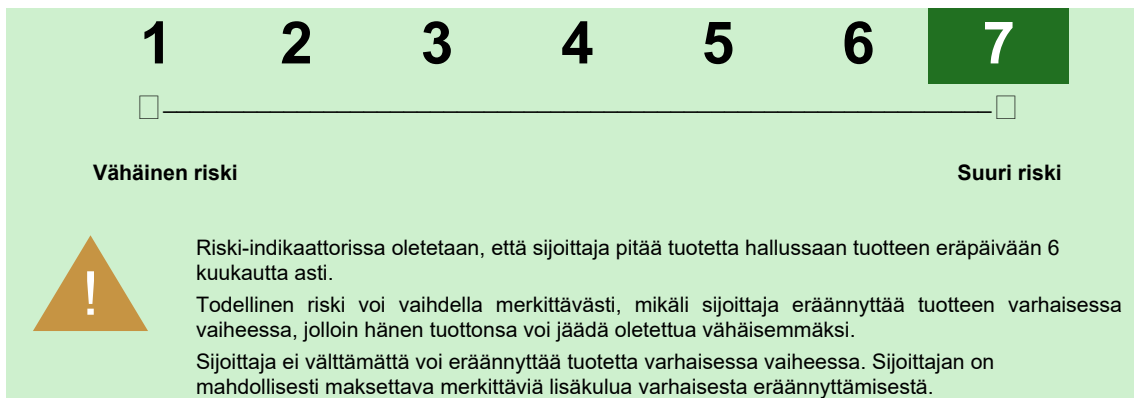 1 2 3 4 5 6 7
Vähäinen riski Suuri riski
!
Riski-indikaattorissa oletetaan, että sijoittaja pitää tuotetta hallussaan tuotteen eräpäivään 6
kuukautta asti.
Todellinen riski voi vaihdella merkittävästi, mikäli sijoittaja eräännyttää tuotteen varhaisessa
vaiheessa, jolloin hänen tuottonsa voi jäädä oletettua vähäisemmäksi.
Sijoittaja ei välttämättä voi eräännyttää tuotetta varhaisessa vaiheessa. Sijoittajan on
mahdollisesti maksettava merkittäviä lisäkulua varhaisesta eräännyttämisestä.